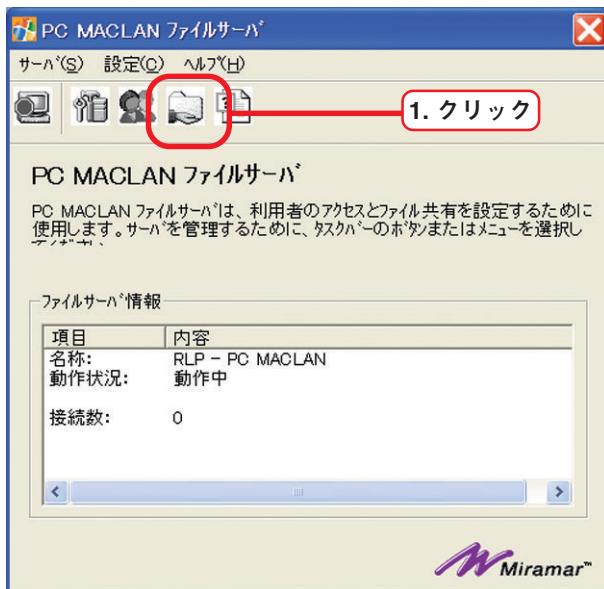 PC MACLAN ファイルサーバ
サーバ(S) 設定(C) ヘルプ(H)
1. クリック
PC MACLAN ファイルサーバ
PC MACLAN ファイルサーバは、利用者のアクセスとファイル共有を設定するために
使用します。サーバを管理するために、タスクバーのボタンまたはメニューを選択し
ファイルサーバ情報
項目 内容
名称: RLP - PC MACLAN
動作状況: 動作中
接続数: 0
Miramar™